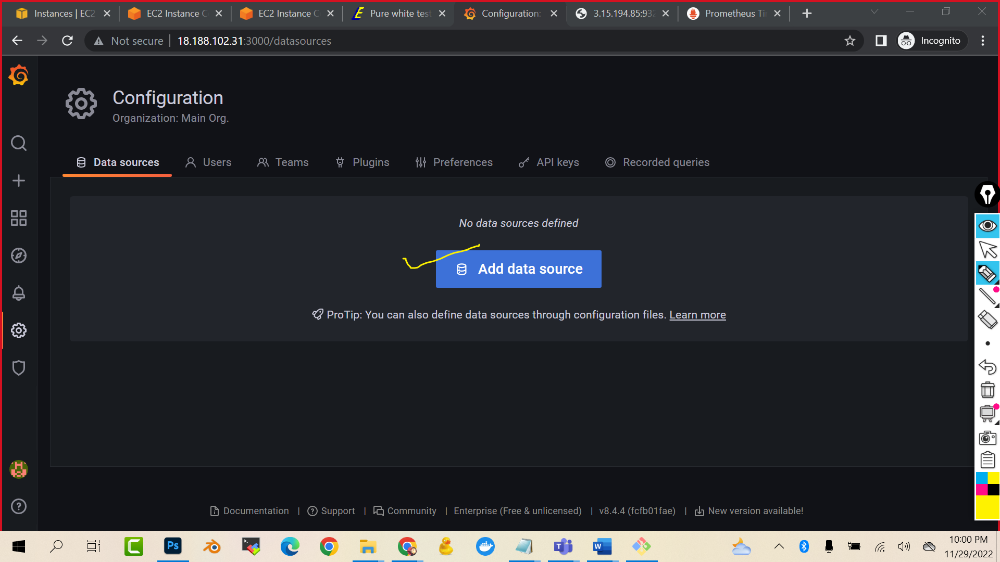 Instances | EC2
EC2 Instance C
EC2 Instance C
Pure white test
Configuration:
3.15.194.85:932
Prometheus Ti
Not secure
18.188.102.31:3000/datasources
Incognito
Configuration
Organization: Main Org.
Data sources
Users
Teams
Plugins
Preferences
API keys
Recorded queries
No data sources defined
Add data source
ProTip: You can also define data sources through configuration files. Learn more
Documentation | Support | Community | Enterprise (Free & unlicensed) | v8.4.4 (fcfb01fae) | New version available!
Ps
10:00 PM
11/29/2022